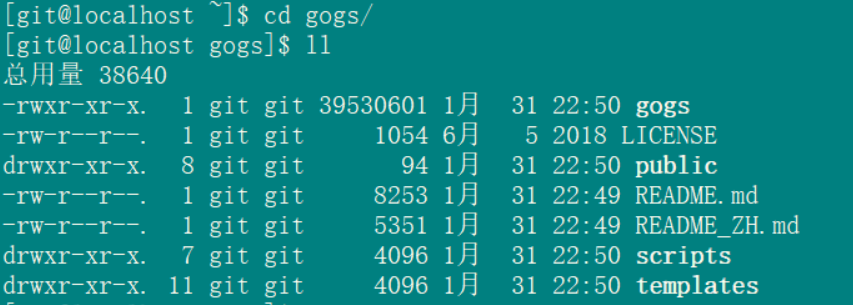 [git@localhost ~]$ cd gogs/
[git@localhost gogs]$ ll
总用量 38640
-rwxr-xr-x.  1 git git 39530601 1月  31 22:50 gogs
-rw-r--r--.  1 git git     1054 6月   5 2018 LICENSE
drwxr-xr-x.  8 git git       94 1月  31 22:50 public
-rw-r--r--.  1 git git     8253 1月  31 22:49 README.md
-rw-r--r--.  1 git git     5351 1月  31 22:49 README_ZH.md
drwxr-xr-x.  7 git git     4096 1月  31 22:50 scripts
drwxr-xr-x. 11 git git     4096 1月  31 22:50 templates